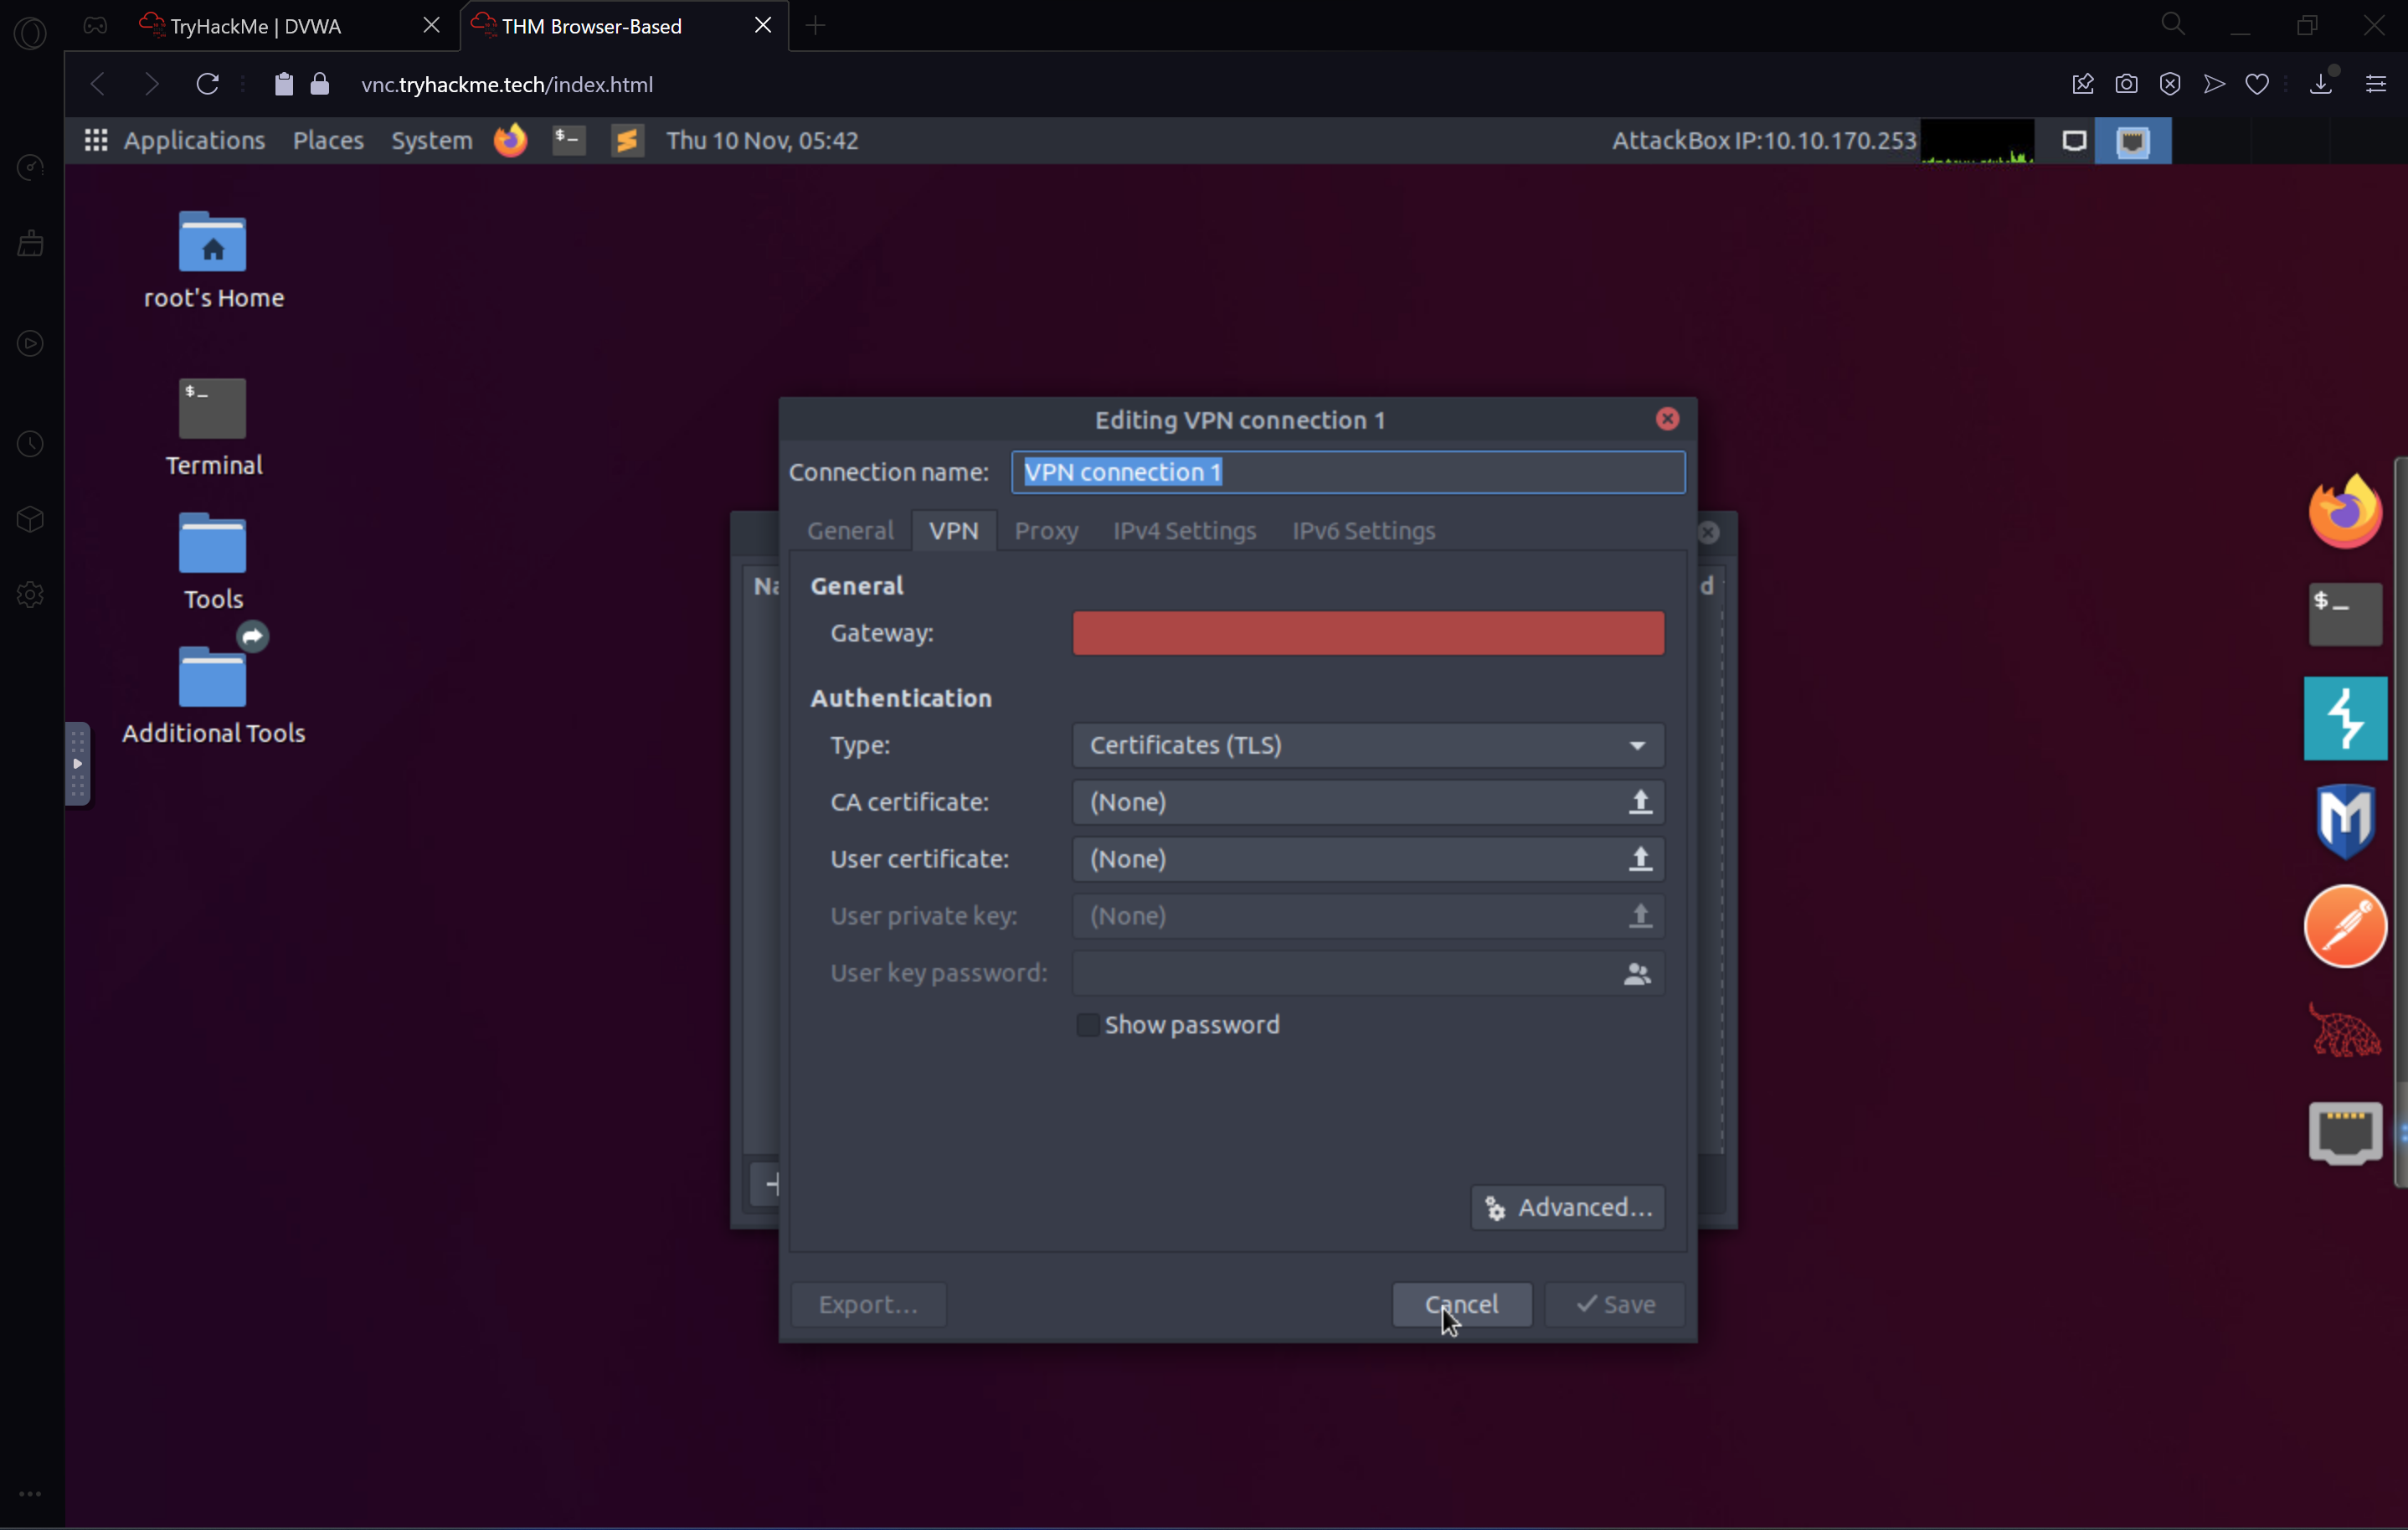 TryHackMe | DVWA
THM Browser-Based
vnc.tryhackme.tech/index.html
Applications Places System $_ Thu 10 Nov, 05:42 AttackBox IP:10.10.170.253
root's Home
$_
Terminal
Tools
Additional Tools
Editing VPN connection 1
Connection name: VPN connection 1
General VPN Proxy IPv4 Settings IPv6 Settings
Na
d
General
Gateway:
Authentication
Type: Certificates (TLS)
CA certificate: (None)
User certificate: (None)
User private key: (None)
User key password:
Show password
Advanced...
Export... Cancel Save
$_
M